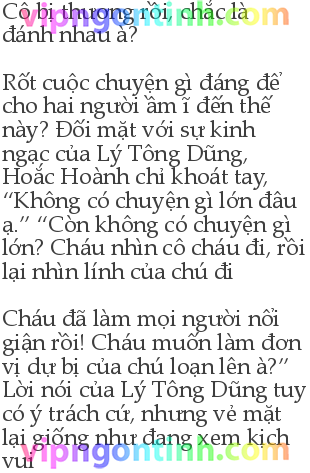 vipngontinh.com
Cô bị thương rồi, chắc là
đánh nhau à?
Rốt cuộc chuyện gì đáng để
cho hai người ầm ĩ đến thế
này? Đối mặt với sự kinh
ngạc của Lý Tông Dũng,
Hoắc Hoành chỉ khoát tay,
“Không có chuyện gì lớn đâu
ạ.” “Còn không có chuyện gì
lớn? Cháu nhìn cô cháu đi, rồi
lại nhìn lính của chú đi
Cháu đã làm mọi người nổi
giận rồi! Cháu muốn làm đơn
vị dự bị của chú loạn lên à?”
Lời nói của Lý Tông Dũng tuy
có ý trách cứ, nhưng vẻ mặt
lại giống như đang xem kịch
vui
vipngontinh.com